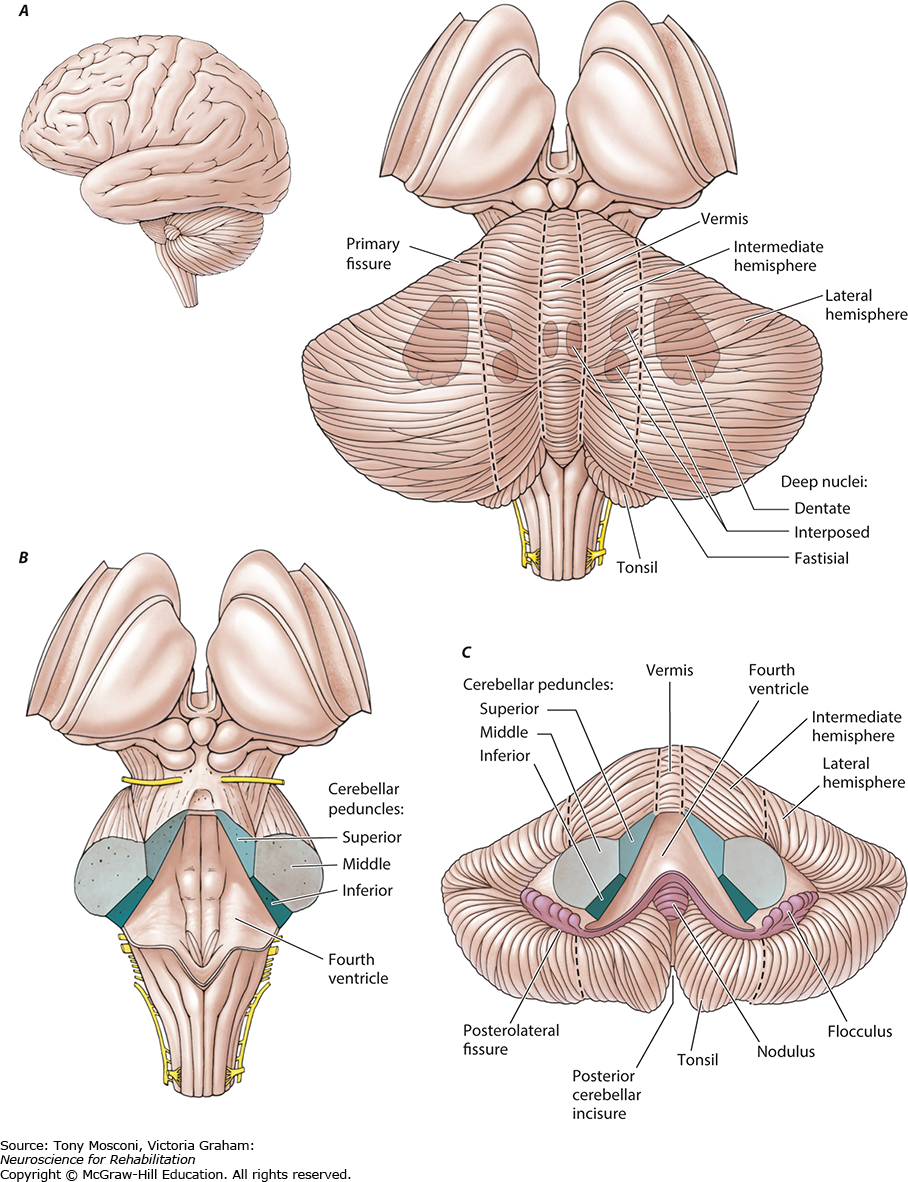 A
Vermis
Primary
fissure
Intermediate
hemisphere
Lateral
hemisphere
Deep nuclei:
Dentate
Interposed
Fastisial
Tonsil
B
Cerebellar
peduncles:
Superior
Middle
Inferior
Fourth
ventricle
C
Cerebellar peduncles:
Superior
Middle
Inferior
Vermis
Fourth
ventricle
Intermediate
hemisphere
Lateral
hemisphere
Posterolateral
fissure
Posterior
cerebellar
incisure
Tonsil
Nodulus
Flocculus
Source: Tony Mosconi, Victoria Graham:
Neuroscience for Rehabilitation
Copyright © McGraw-Hill Education. All rights reserved.